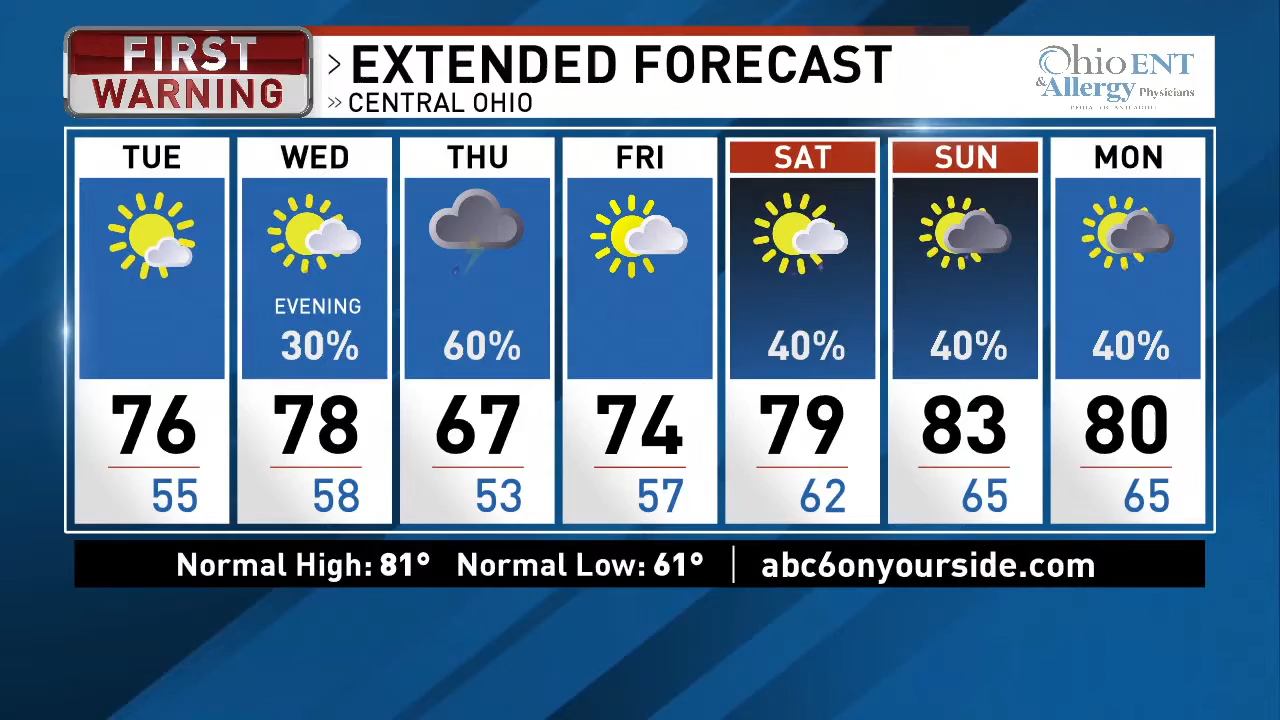 FIRST
WARNING
> EXTENDED FORECAST
» CENTRAL OHIO
Ohio ENT
& Allergy Physicians
TUE WED THU FRI SAT SUN MON
EVENING
30% 60% 40% 40% 40%
76 78 67 74 79 83 80
55 58 53 57 62 65 65
Normal High: 81° Normal Low: 61° | abc6onyourside.com